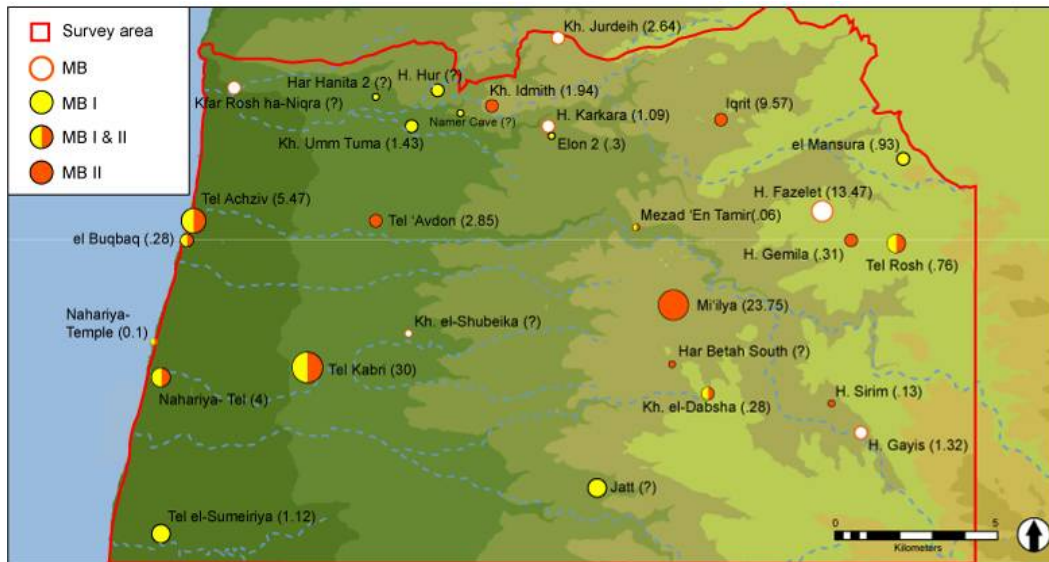 Survey area
MB
MB I
MB I & II
MB II
Kh. Jurdeih (2.64)
Har Hanita 2 (?)
H. Hur (?)
Kh. Idmith (1.94)
Kfar Rosh ha-Niqra (?)
Namer Cave (?)
H. Karkara (1.09)
Iqrit (9.57)
Kh. Umm Tuma (1.43)
Elon 2 (.3)
el Mansura (.93)
Tel Achziv (5.47)
H. Fazelet (13.47)
Tel ‘Avdon (2.85)
Mezad ‘En Tamir(.06)
el Buqbaq (.28)
H. Gemila (.31)
Tel Rosh (.76)
Nahariya-
Temple (0.1)
Kh. el-Shubeika (?)
Mi‘ilya (23.75)
Har Betah South (?)
Tel Kabri (30)
Nahariya- Tel (4)
Kh. el-Dabsha (.28)
H. Sirim (.13)
H. Gayis (1.32)
Jatt (?)
Tel el-Sumeiriya (1.12)
0 5
Kilometers